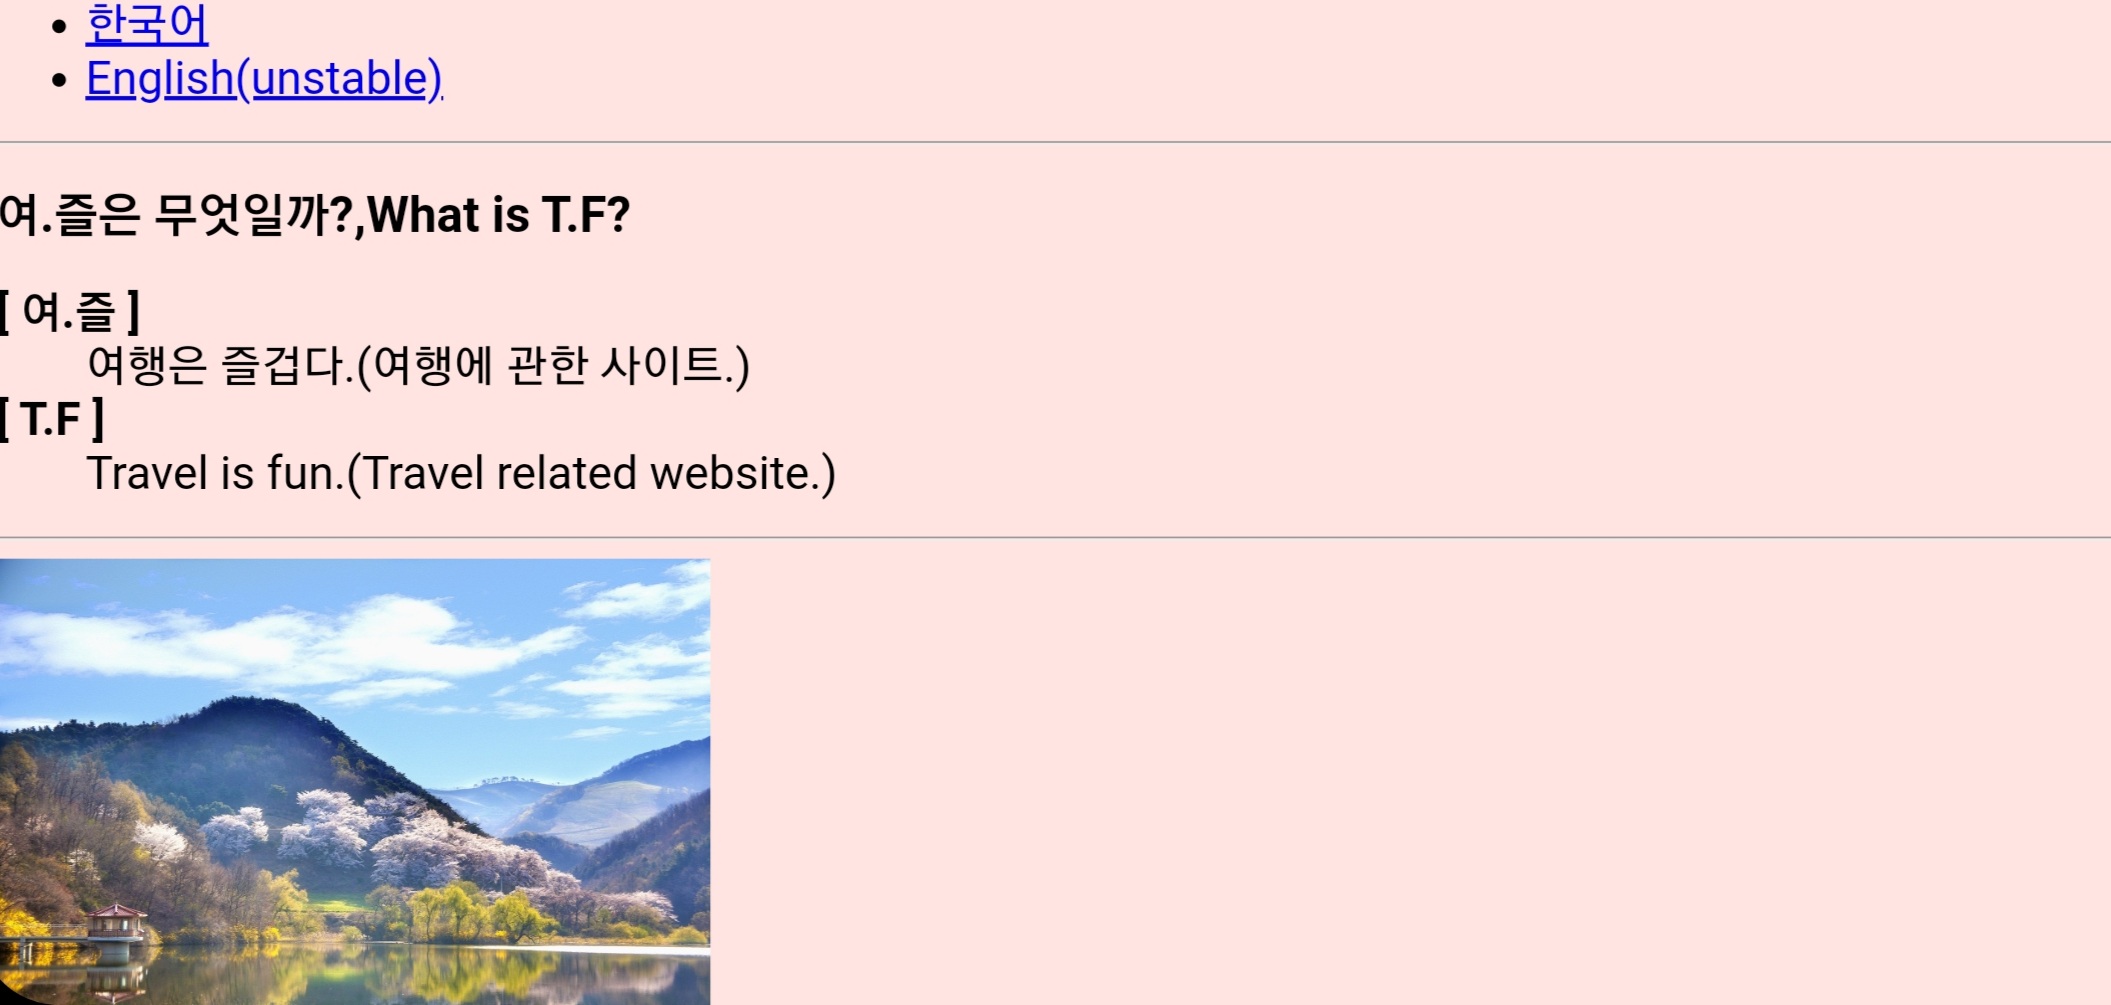 한국어
English(unstable)
여.즐은 무엇일까?,What is T.F?
[ 여.즐 ]
여행은 즐겁다.(여행에 관한 사이트.)
[ T.F ]
Travel is fun.(Travel related website.)